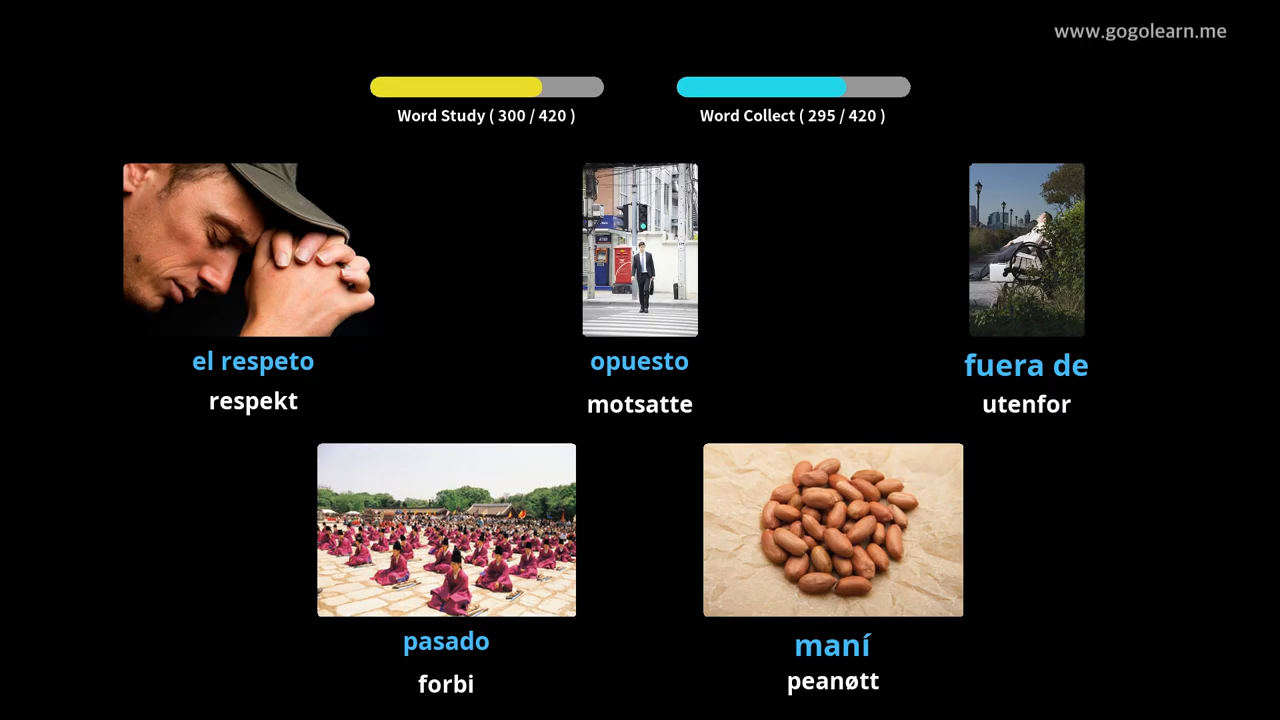 www.gogolearn.me
Word Study ( 300 / 420 )
Word Collect ( 295 / 420 )
el respeto
respekt
opuesto
motsatte
fuera de
utenfor
pasado
forbi
maní
peanøtt